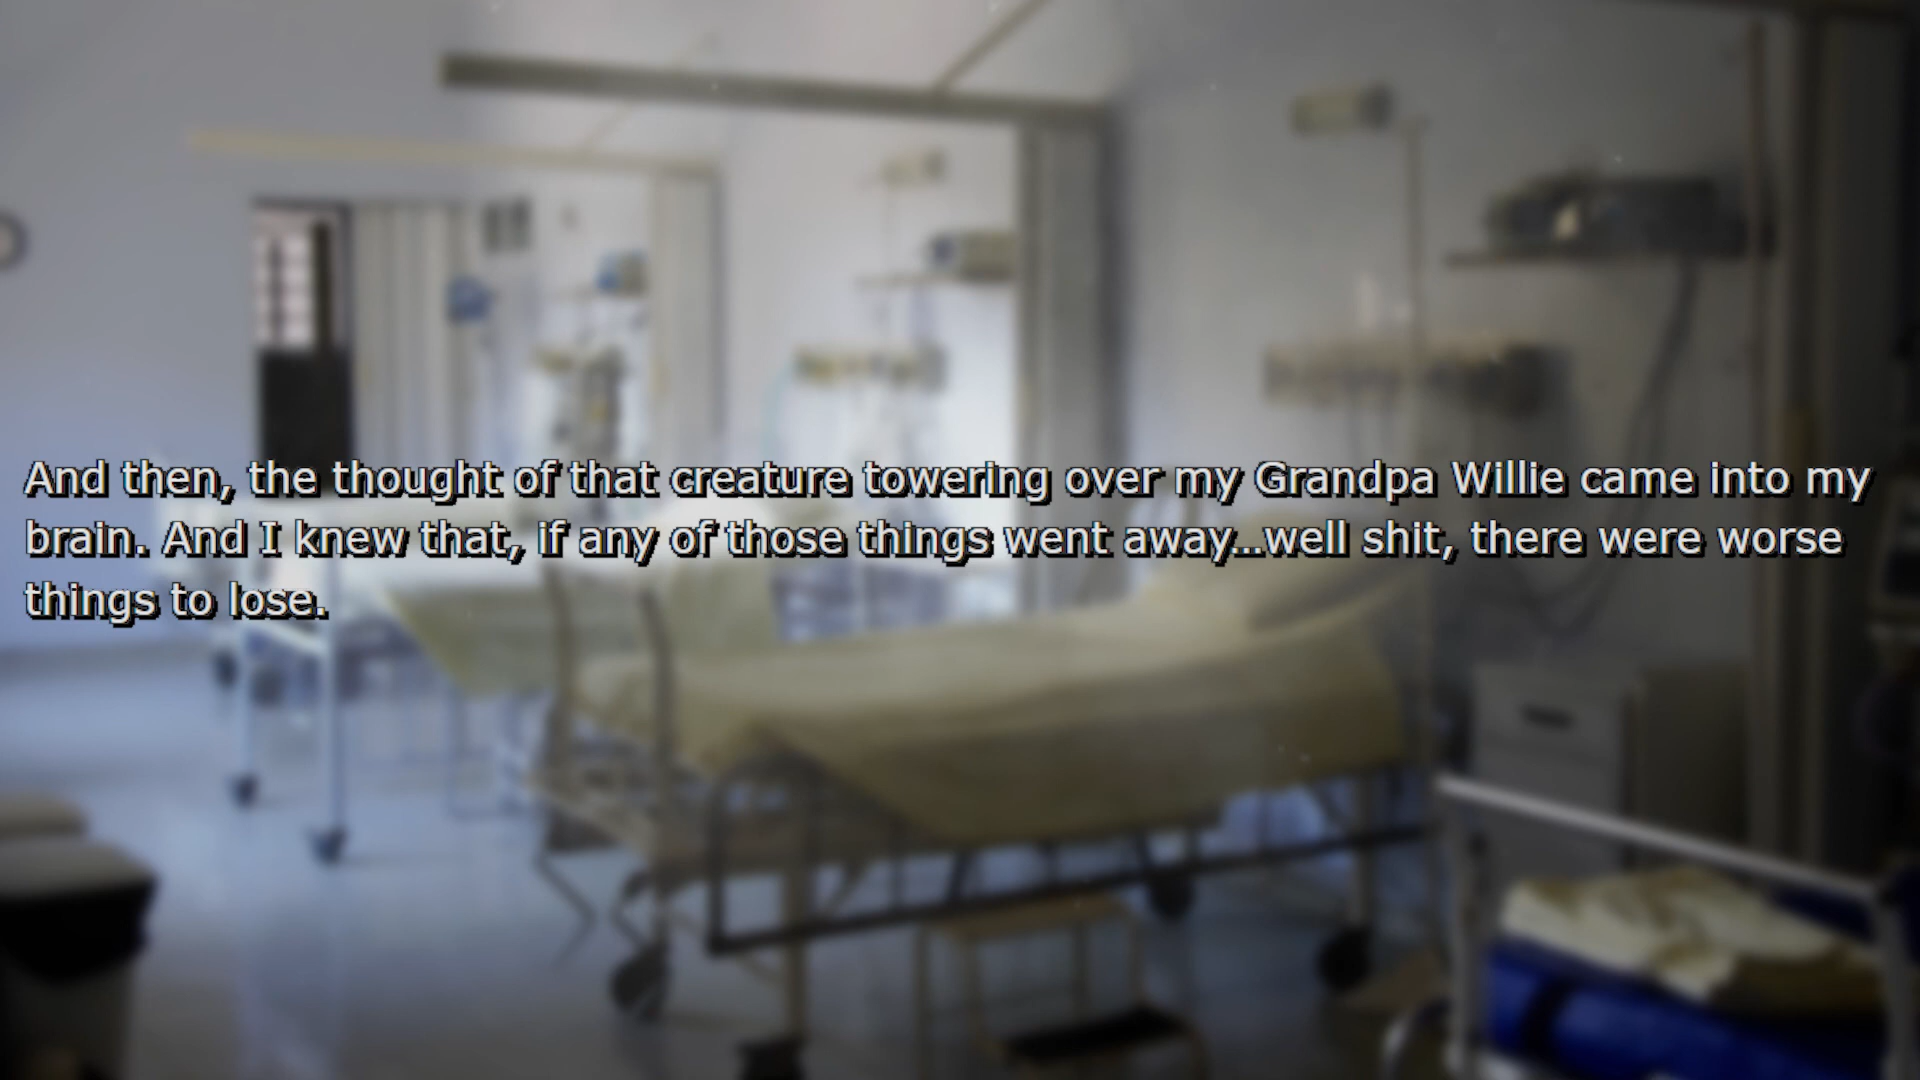 And then, the thought of that creature towering over my Grandpa Willie came into my
brain. And I knew that, if any of those things went away…well shit, there were worse
things to lose.